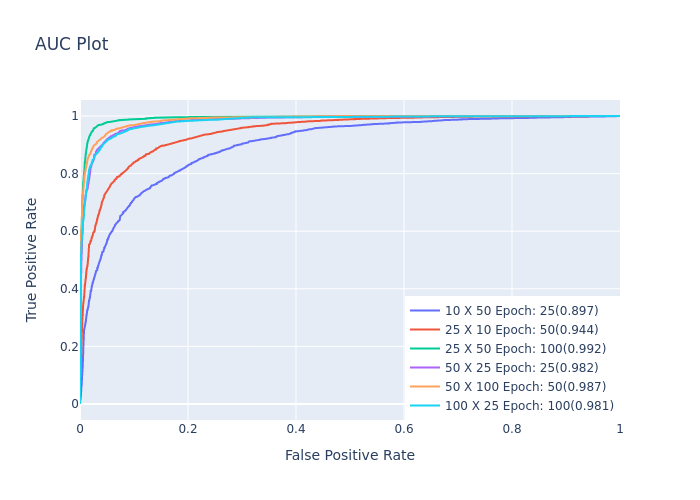 AUC Plot
True Positive Rate
1
0.8
0.6
0.4
0.2
0
0 0.2 0.4 0.6 0.8 1
False Positive Rate
10 X 50 Epoch: 25(0.897)
25 X 10 Epoch: 50(0.944)
25 X 50 Epoch: 100(0.992)
50 X 25 Epoch: 25(0.982)
50 X 100 Epoch: 50(0.987)
100 X 25 Epoch: 100(0.981)